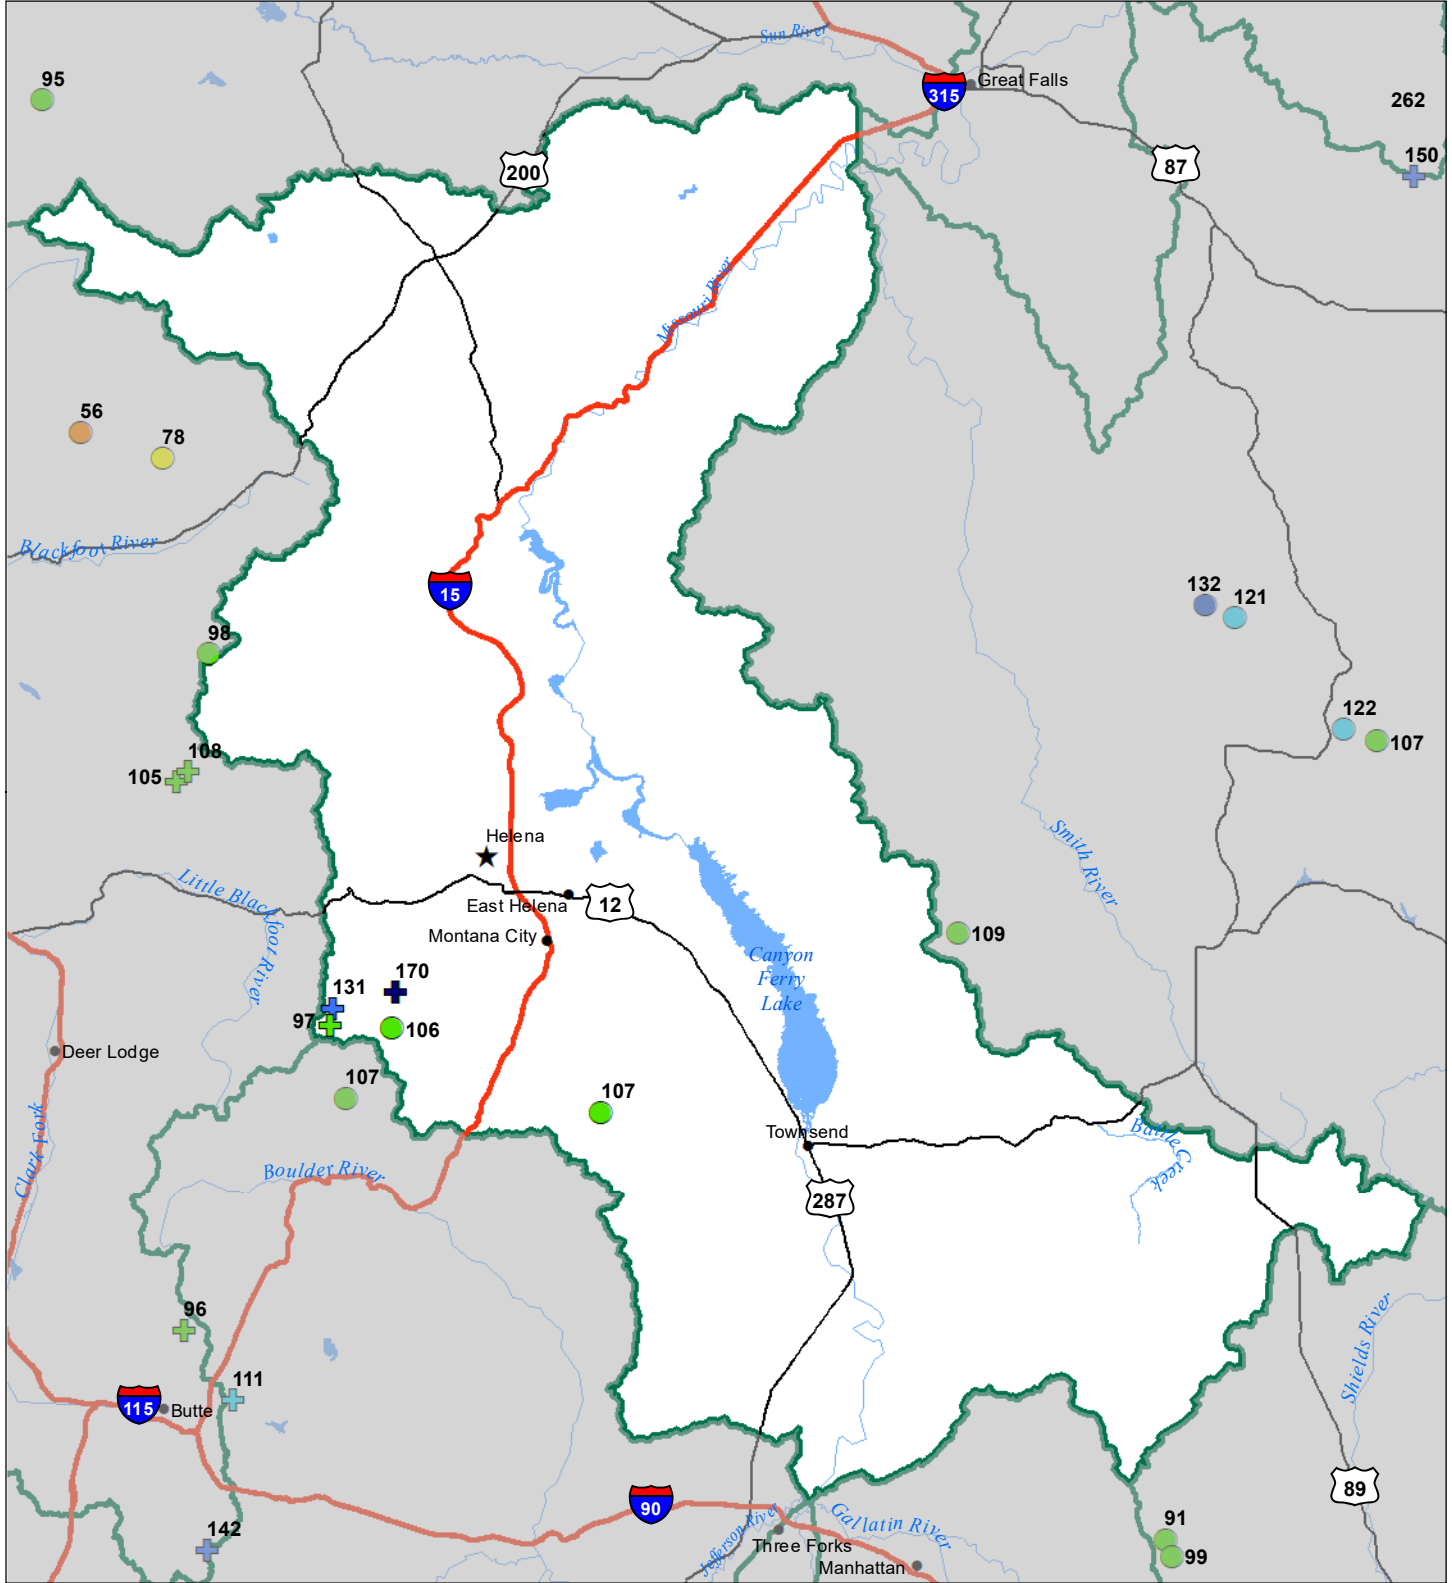 Sun River
95
Great Falls
315
262
200
87
150
Missouri River
56
78
Blackfoot River
15
132
121
98
122
107
108
105
Smith River
Helena
Little Blackfoot River
East Helena
12
109
Montana City
Canyon
Ferry
Lake
170
131
97
106
Deer Lodge
107
107
Clark Fork
Townsend
Battle Creek
Boulder River
287
96
Shields River
111
115
Butte
89
90
142
Jefferson River
Gallatin River
91
Three Forks
99
Manhattan